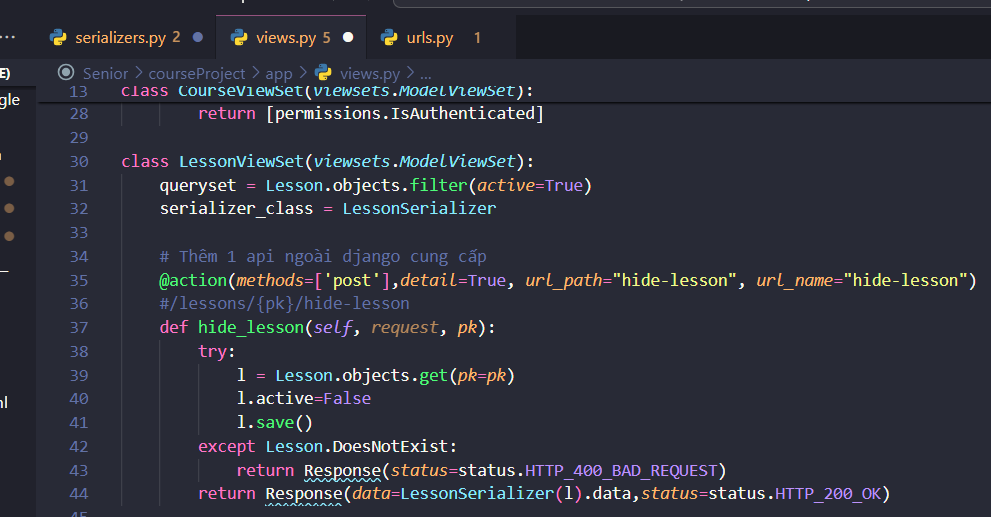 serializers.py 2
views.py 5
urls.py 1
Senior > courseProject > app > views.py > ...
13 class CourseViewSet(viewsets.ModelViewSet):
28 return [permissions.IsAuthenticated]
29
30 class LessonViewSet(viewsets.ModelViewSet):
31 queryset = Lesson.objects.filter(active=True)
32 serializer_class = LessonSerializer
33
34 # Thêm 1 api ngoài django cung cấp
35 @action(methods=['post'],detail=True, url_path="hide-lesson", url_name="hide-lesson")
36 #/lessons/{pk}/hide-lesson
37 def hide_lesson(self, request, pk):
38 try:
39 l = Lesson.objects.get(pk=pk)
40 l.active=False
41 l.save()
42 except Lesson.DoesNotExist:
43 return Response(status=status.HTTP_400_BAD_REQUEST)
44 return Response(data=LessonSerializer(l).data,status=status.HTTP_200_OK)